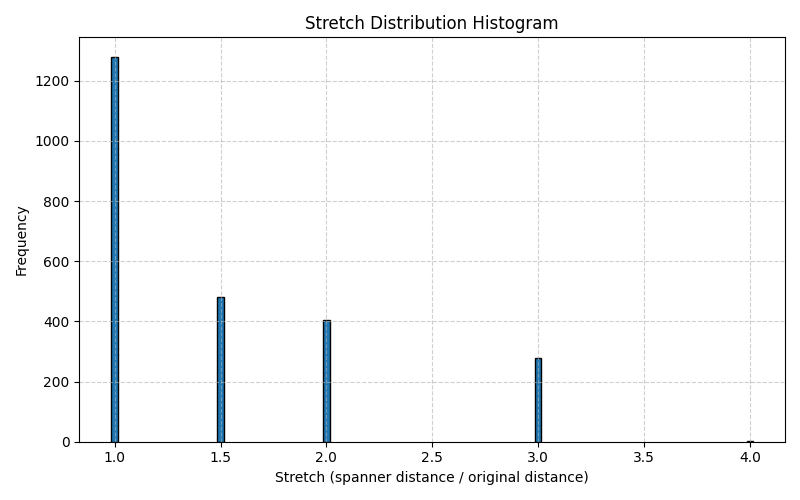 Stretch Distribution Histogram
1200
1000
800
600
400
200
0
Frequency
1.0 1.5 2.0 2.5 3.0 3.5 4.0
Stretch (spanner distance / original distance)